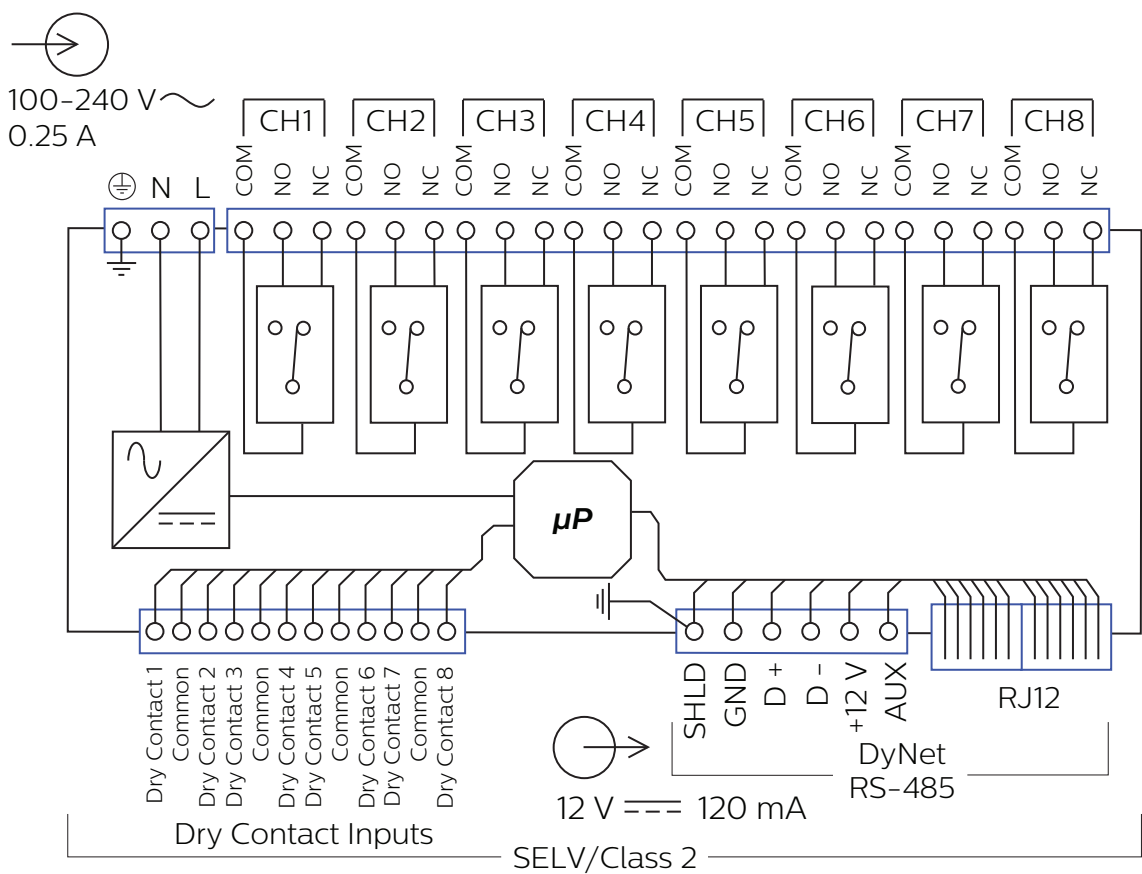 100-240 V
0.25 A
CH1 CH2 CH3 CH4 CH5 CH6 CH7 CH8
COM NO NC COM NO NC COM NO NC COM NO NC COM NO NC COM NO NC COM NO NC COM NO NC
N L
µP
Dry Contact 1
Common
Dry Contact 2
Dry Contact 3
Common
Dry Contact 4
Dry Contact 5
Common
Dry Contact 6
Dry Contact 7
Common
Dry Contact 8
Dry Contact Inputs
SHLD
GND
D +
D -
+12 V
AUX
RJ12
DyNet
RS-485
12 V 120 mA
SELV/Class 2